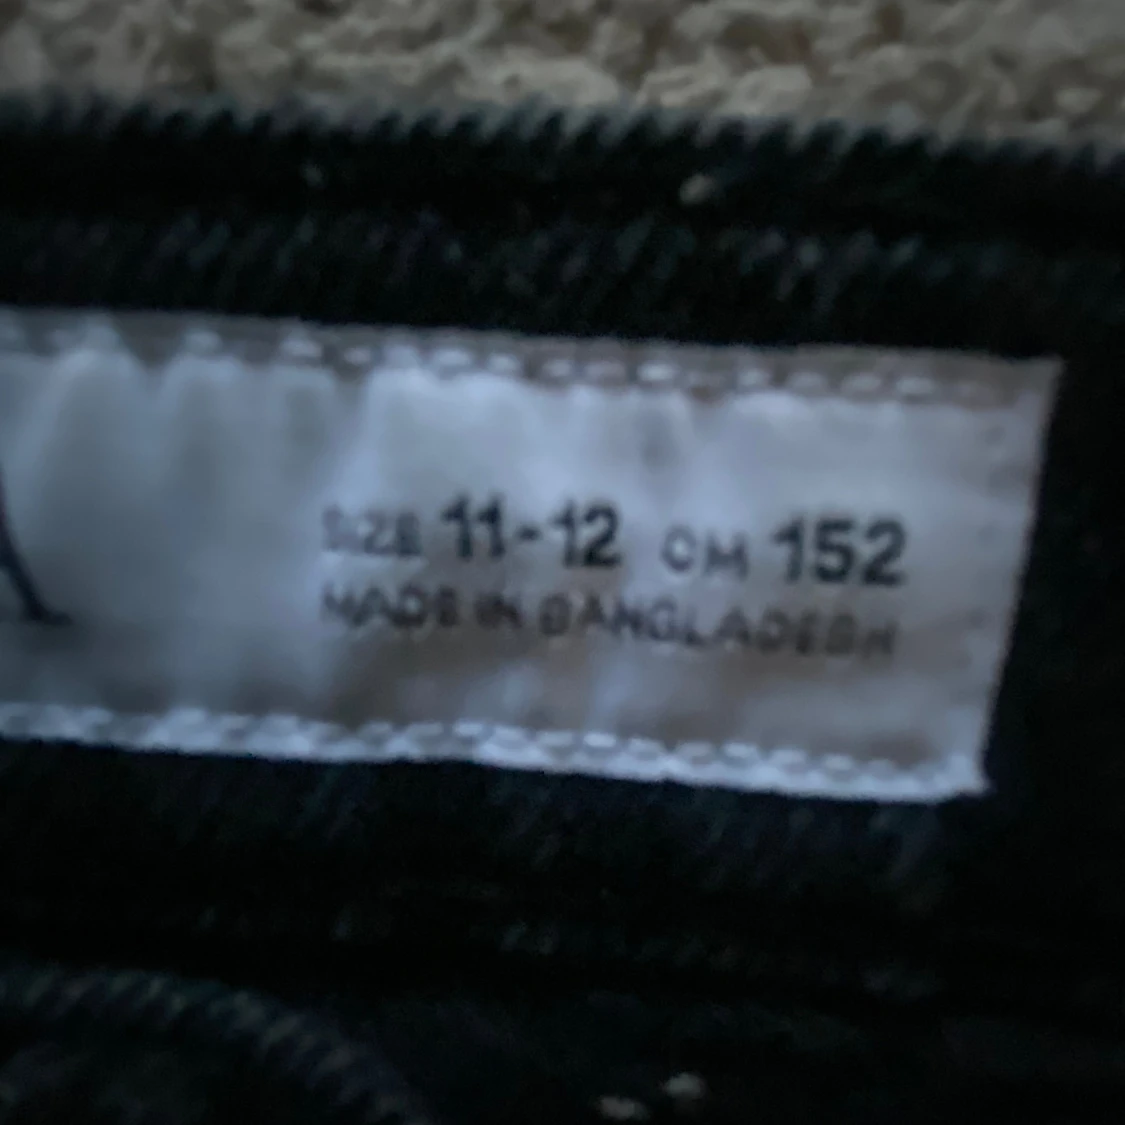 SIZE 11-12 CM 152
MADE IN BANGLADESH